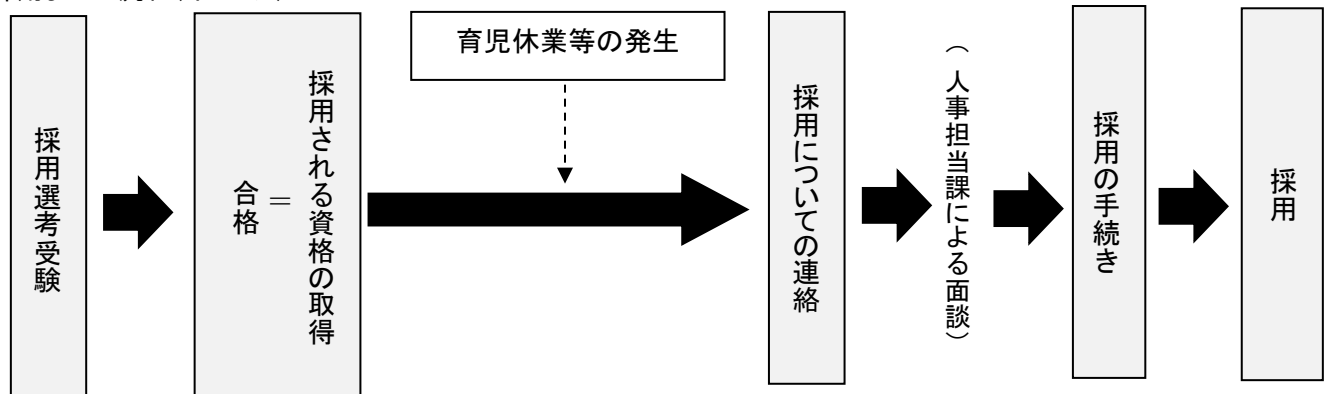 採用選考受験
合格＝
採用される資格の取得
育児休業等の発生
採用についての連絡
（人事担当課による面談）
採用の手続き
採用